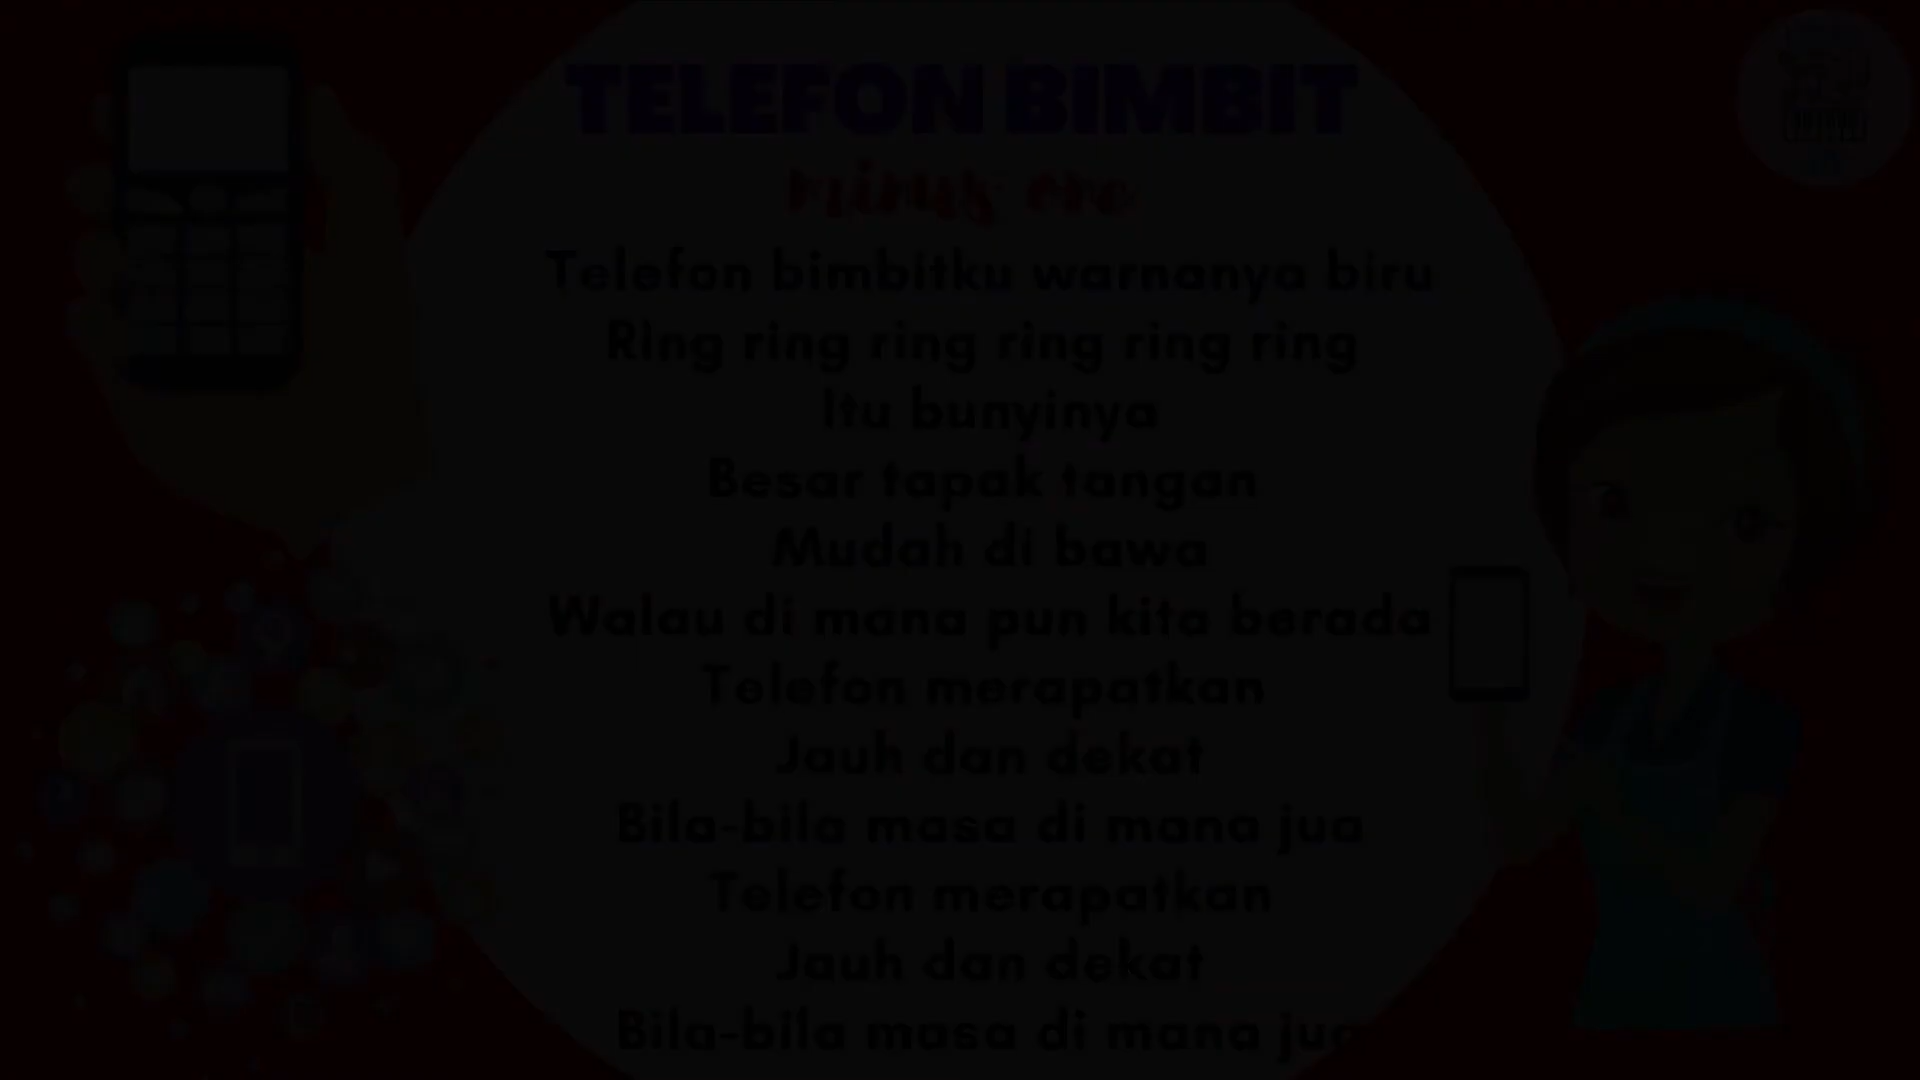 TELEFON BIMBIT
minus one
Telefon bimbitku warnanya biru
RIng ring ring ring ring ring
Itu bunyinya
Besar tapak tangan
Mudah di bawa
Walau di mana pun kita berada
Telefon merapatkan
Jauh dan dekat
Bila-bila masa di mana jua
Telefon merapatkan
Jauh dan dekat
Bila-bila masa di mana jua